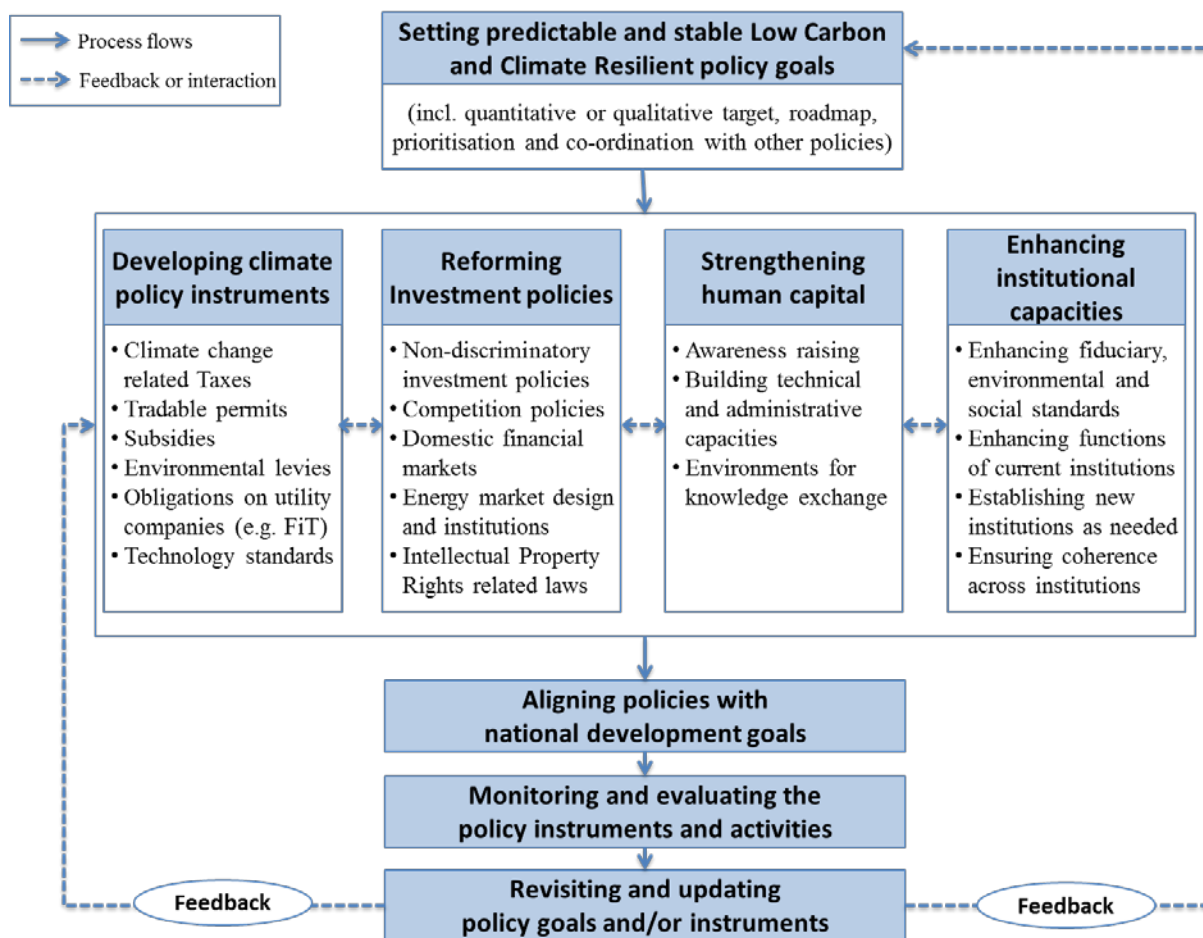 Process flows
Feedback or interaction
Setting predictable and stable Low Carbon
and Climate Resilient policy goals
(incl. quantitative or qualitative target, roadmap,
prioritisation and co-ordination with other policies)
Developing climate
policy instruments
• Climate change
related Taxes
• Tradable permits
• Subsidies
• Environmental levies
• Obligations on utility
companies (e.g. FiT)
• Technology standards
Reforming
Investment policies
• Non-discriminatory
investment policies
• Competition policies
• Domestic financial
markets
• Energy market design
and institutions
• Intellectual Property
Rights related laws
Strengthening
human capital
• Awareness raising
• Building technical
and administrative
capacities
• Environments for
knowledge exchange
Enhancing
institutional
capacities
• Enhancing fiduciary,
environmental and
social standards
• Enhancing functions
of current institutions
• Establishing new
institutions as needed
• Ensuring coherence
across institutions
Aligning policies with
national development goals
Monitoring and evaluating the
policy instruments and activities
Feedback
Revisiting and updating
policy goals and/or instruments
Feedback